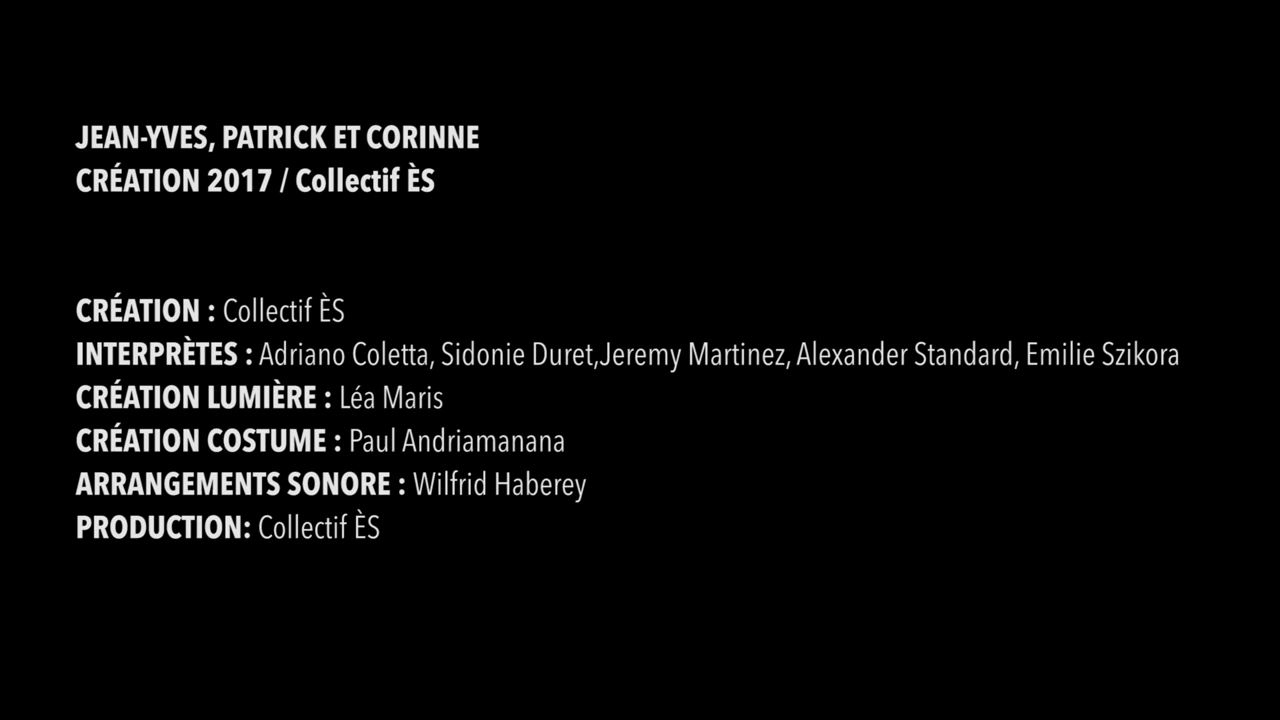 JEAN-YVES, PATRICK ET CORINNE
CRÉATION 2017 / Collectif ÈS
CRÉATION : Collectif ÈS
INTERPRÈTES : Adriano Coletta, Sidonie Duret,Jeremy Martinez, Alexander Standard, Emilie Szikora
CRÉATION LUMIÈRE : Léa Maris
CRÉATION COSTUME : Paul Andriamanana
ARRANGEMENTS SONORE : Wilfrid Haberey
PRODUCTION: Collectif ÈS